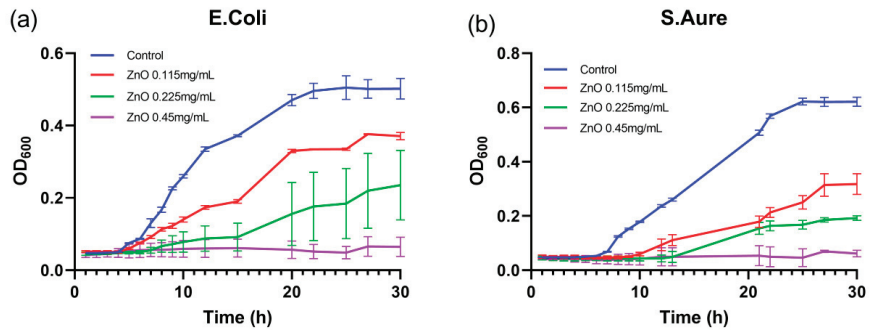 (a)
E.Coli
Control
ZnO 0.115mg/mL
ZnO 0.225mg/mL
ZnO 0.45mg/mL
OD600
0.6
0.4
0.2
0.0
0 10 20 30
Time (h)
(b)
S.Aure
Control
ZnO 0.115mg/mL
ZnO 0.225mg/mL
ZnO 0.45mg/mL
OD600
0.8
0.6
0.4
0.2
0.0
0 10 20 30
Time (h)